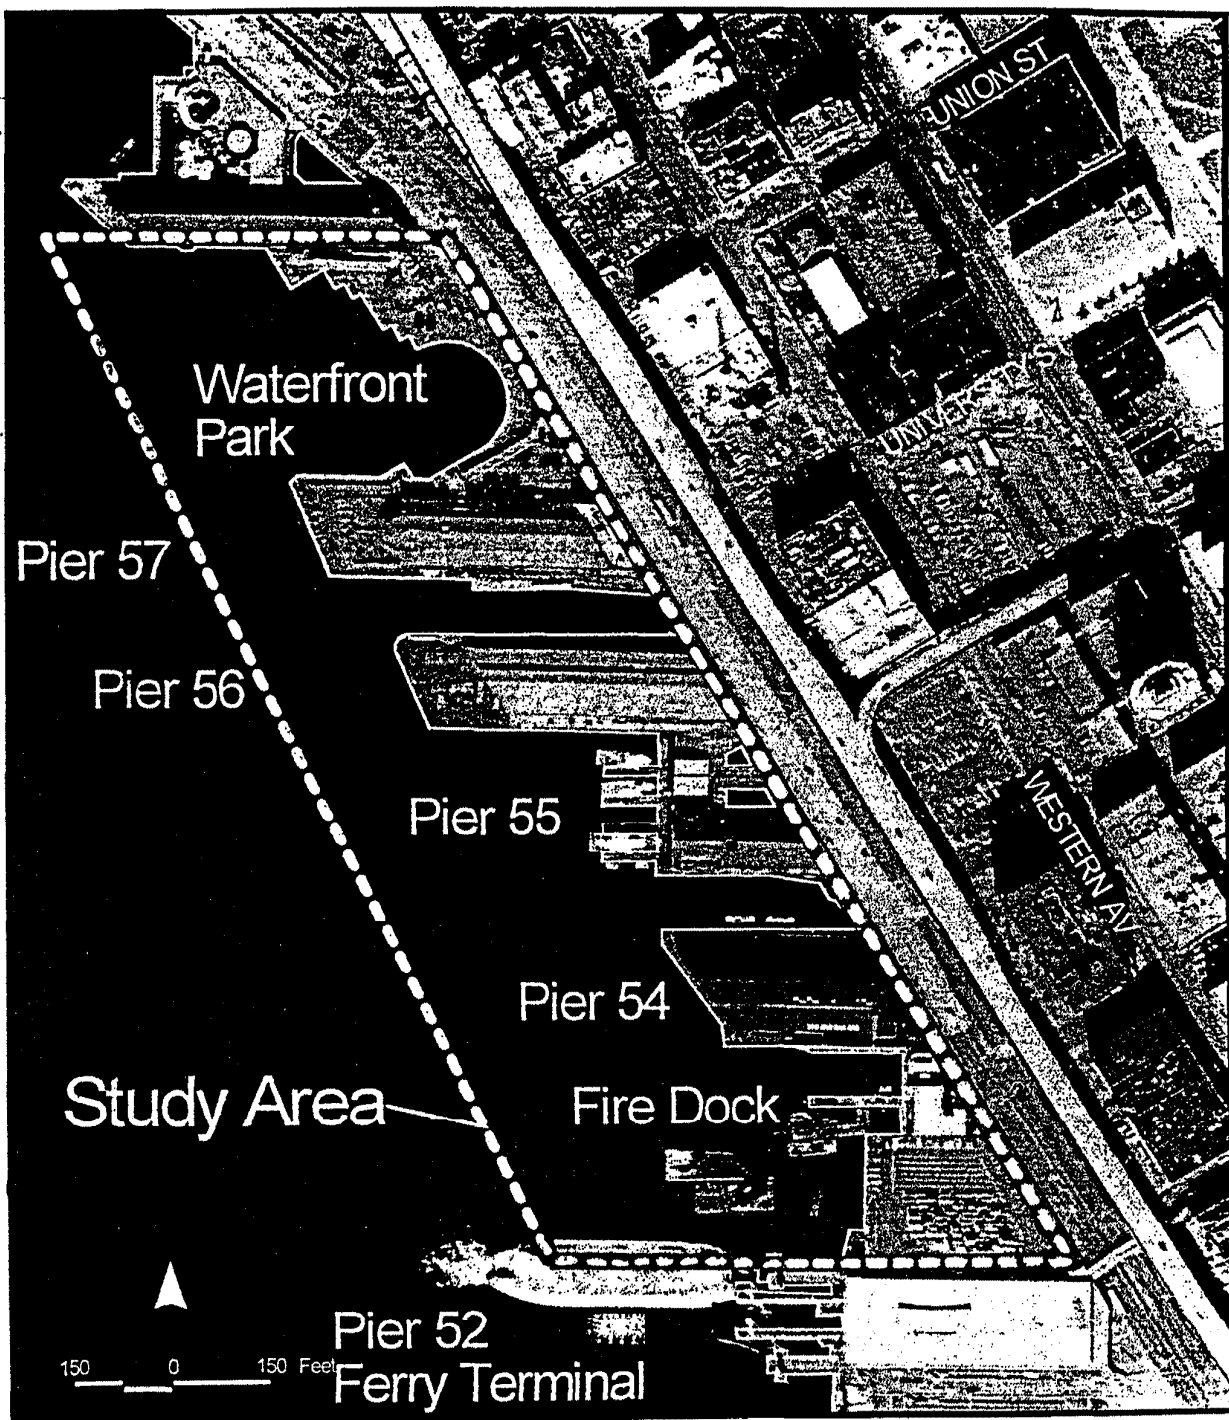 UNION ST
UNIVERSITY ST
Waterfront
Park
Pier 57
Pier 56
Pier 55
WESTERN AV
Pier 54
Study Area
Fire Dock
Pier 52
Ferry Terminal
150 0 150 Feet